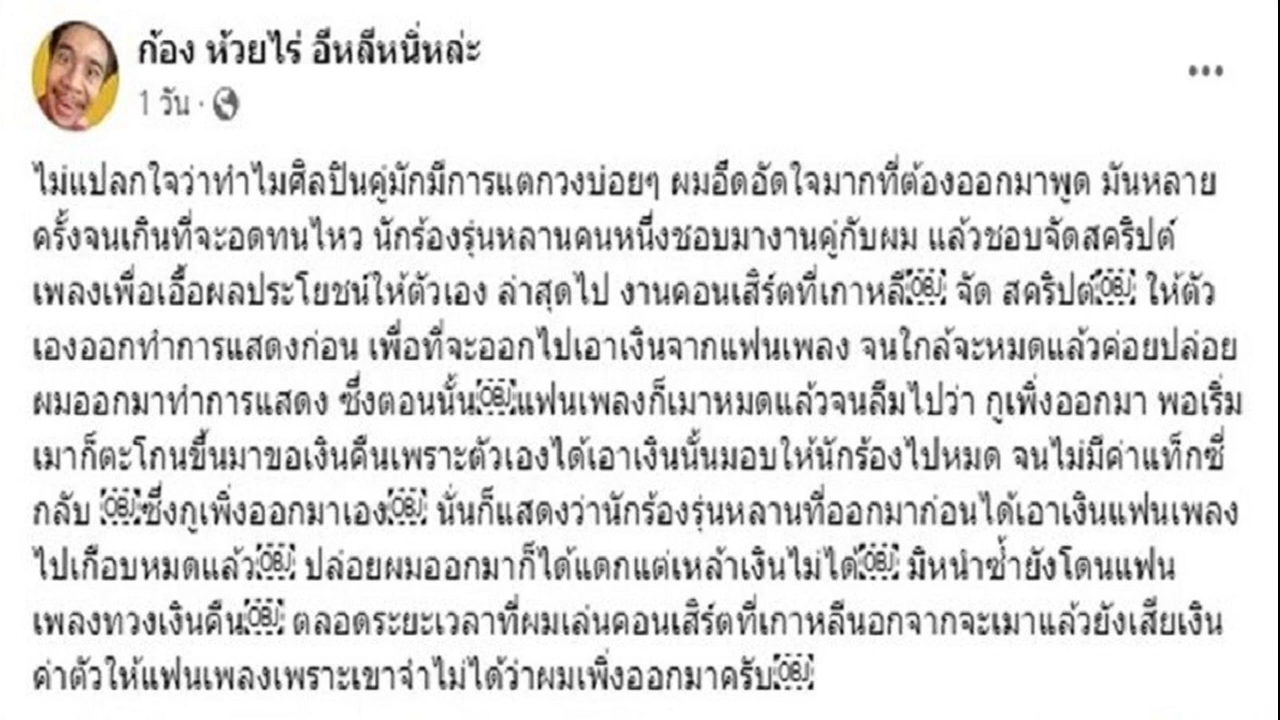 ก้อง ห้วยไร่ อีหลีหนี่หล่ะ
1 วัน ·
ไม่แปลกใจว่าทำไมศิลปินคู่มักมีการแตกวงบ่อยๆ ผมอึดอัดใจมากที่ต้องออกมาพูด มันหลาย
ครั้งจนเกินที่จะอดทนไหว นักร้องรุ่นหลานคนหนึ่งชอบมางานคู่กับผม แล้วชอบจัดสคริปต์
เพลงเพื่อเอื้อผลประโยชน์ให้ตัวเอง ล่าสุดไป งานคอนเสิร์ตที่เกาหลี￼ จัด สคริปต์￼ ให้ตัว
เองออกทำการแสดงก่อน เพื่อที่จะออกไปเอาเงินจากแฟนเพลง จนใกล้จะหมดแล้วค่อยปล่อย
ผมออกมาทำการแสดง ซึ่งตอนนั้น￼แฟนเพลงก็เมาหมดแล้วจนลืมไปว่า กูเพิ่งออกมา พอเริ่ม
เมาก็ตะโกนขึ้นมาขอเงินคืนเพราะตัวเองได้เอาเงินนั้นมอบให้นักร้องไปหมด จนไม่มีค่าแท็กซี่
กลับ ￼ซึ่งกูเพิ่งออกมาเอง￼ นั่นก็แสดงว่านักร้องรุ่นหลานที่ออกมาก่อนได้เอาเงินแฟนเพลง
ไปเกือบหมดแล้ว￼ ปล่อยผมออกมาก็ได้แดกแต่เหล้าเงินไม่ได้￼ มิหนำซ้ำยังโดนแฟน
เพลงทวงเงินคืน￼ ตลอดระยะเวลาที่ผมเล่นคอนเสิร์ตที่เกาหลีนอกจากจะเมาแล้วยังเสียเงิน
ค่าตัวให้แฟนเพลงเพราะเขาจำไม่ได้ว่าผมเพิ่งออกมาครับ￼